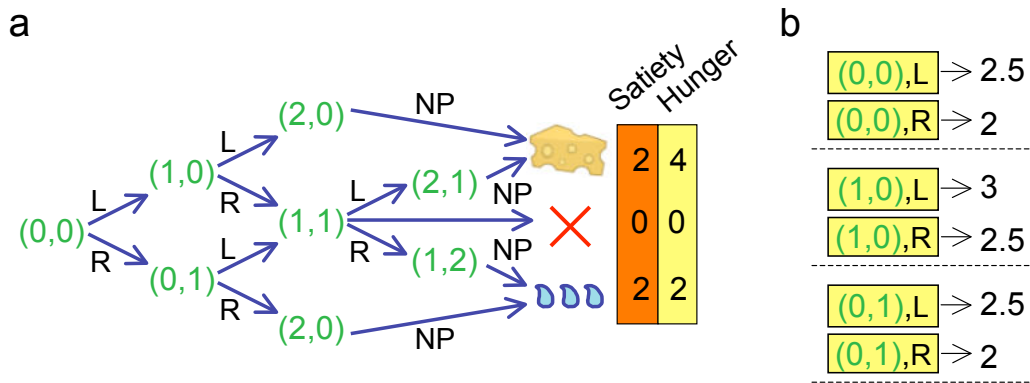 a
b
Satiety
Hunger
(0,0)
L
R
(1,0)
(0,1)
L
R
L
R
(2,0)
(1,1)
(2,0)
NP
L
R
(2,1)
(1,2)
NP
NP
NP
2 4
0 0
2 2
(0,0),L 2.5
(0,0),R 2
(1,0),L 3
(1,0),R 2.5
(0,1),L 2.5
(0,1),R 2